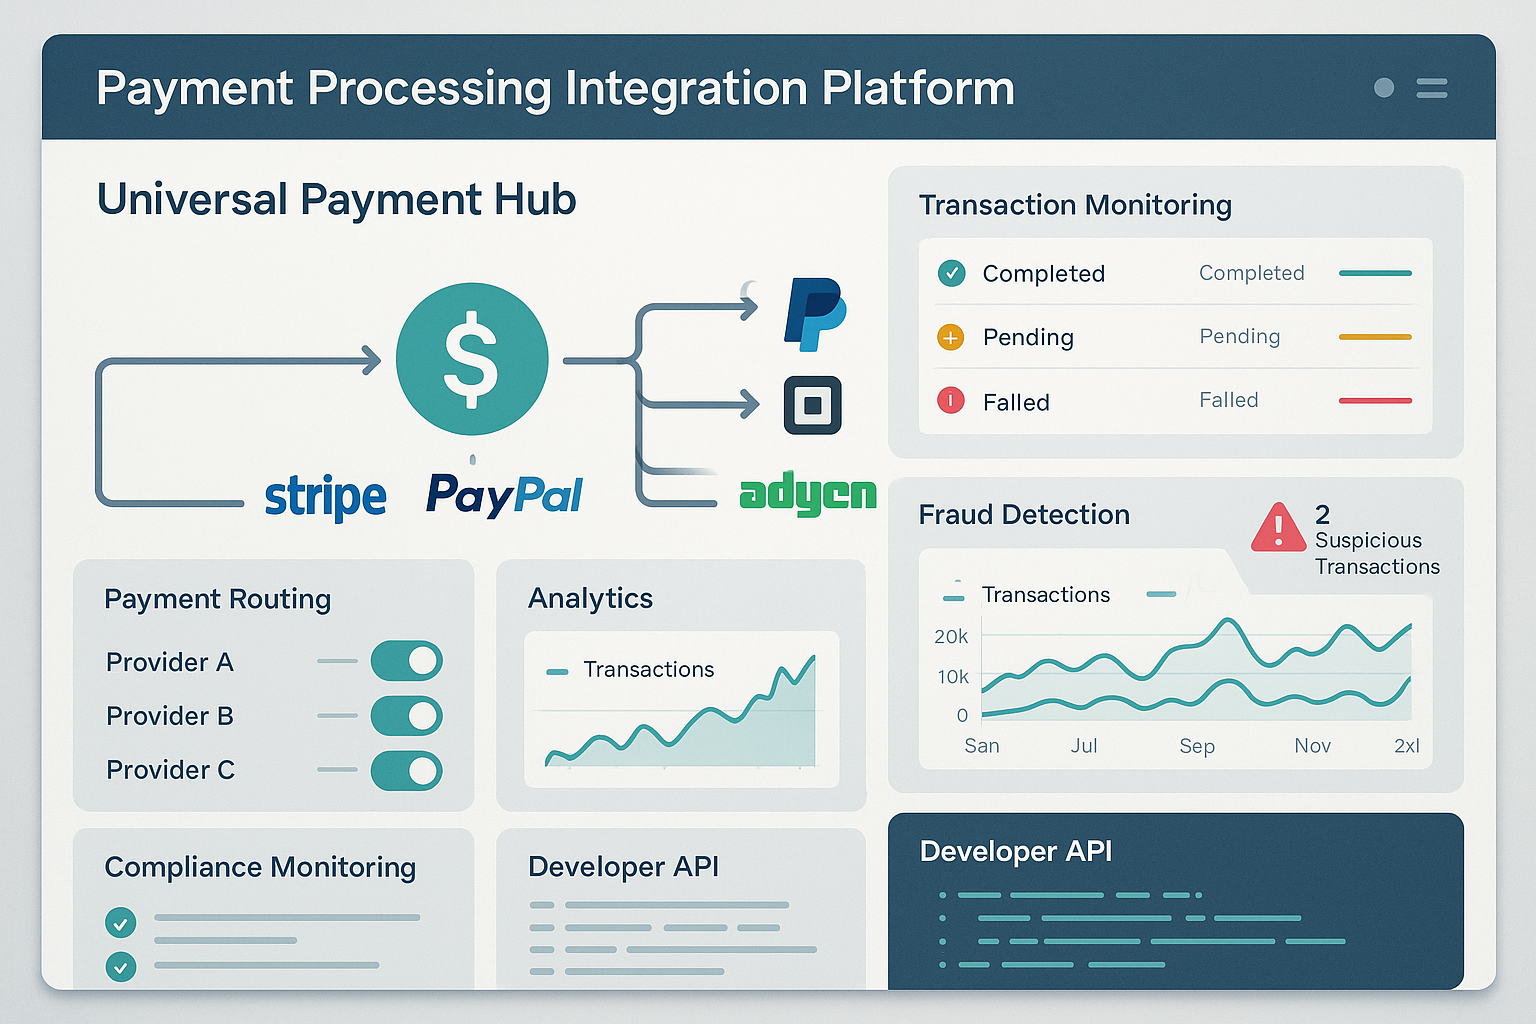 Payment Processing Integration Platform
Universal Payment Hub
$
stripe
PayPal
adycn
Transaction Monitoring
Completed Completed
Pending Pending
Falled Falled
Fraud Detection
2
Suspicious
Transactions
Transactions
20k
10k
0
San Jul Sep Nov 2xl
Payment Routing
Provider A
Provider B
Provider C
Analytics
Transactions
Compliance Monitoring
Developer API
Developer API